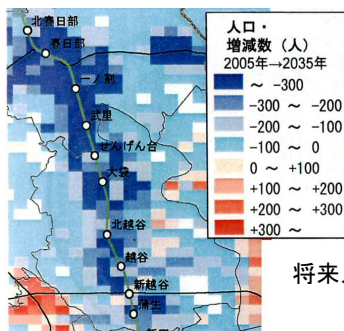 北春日部
春日部
一ノ割
武里
せんげん台
大袋
北越谷
越谷
新越谷
蒲生
人口・
増減数（人）
2005年→2035年
～ -300
-300 ～ -200
-200 ～ -100
-100 ～ 0
0 ～ +100
+100 ～ +200
+200 ～ +300
+300 ～
将来